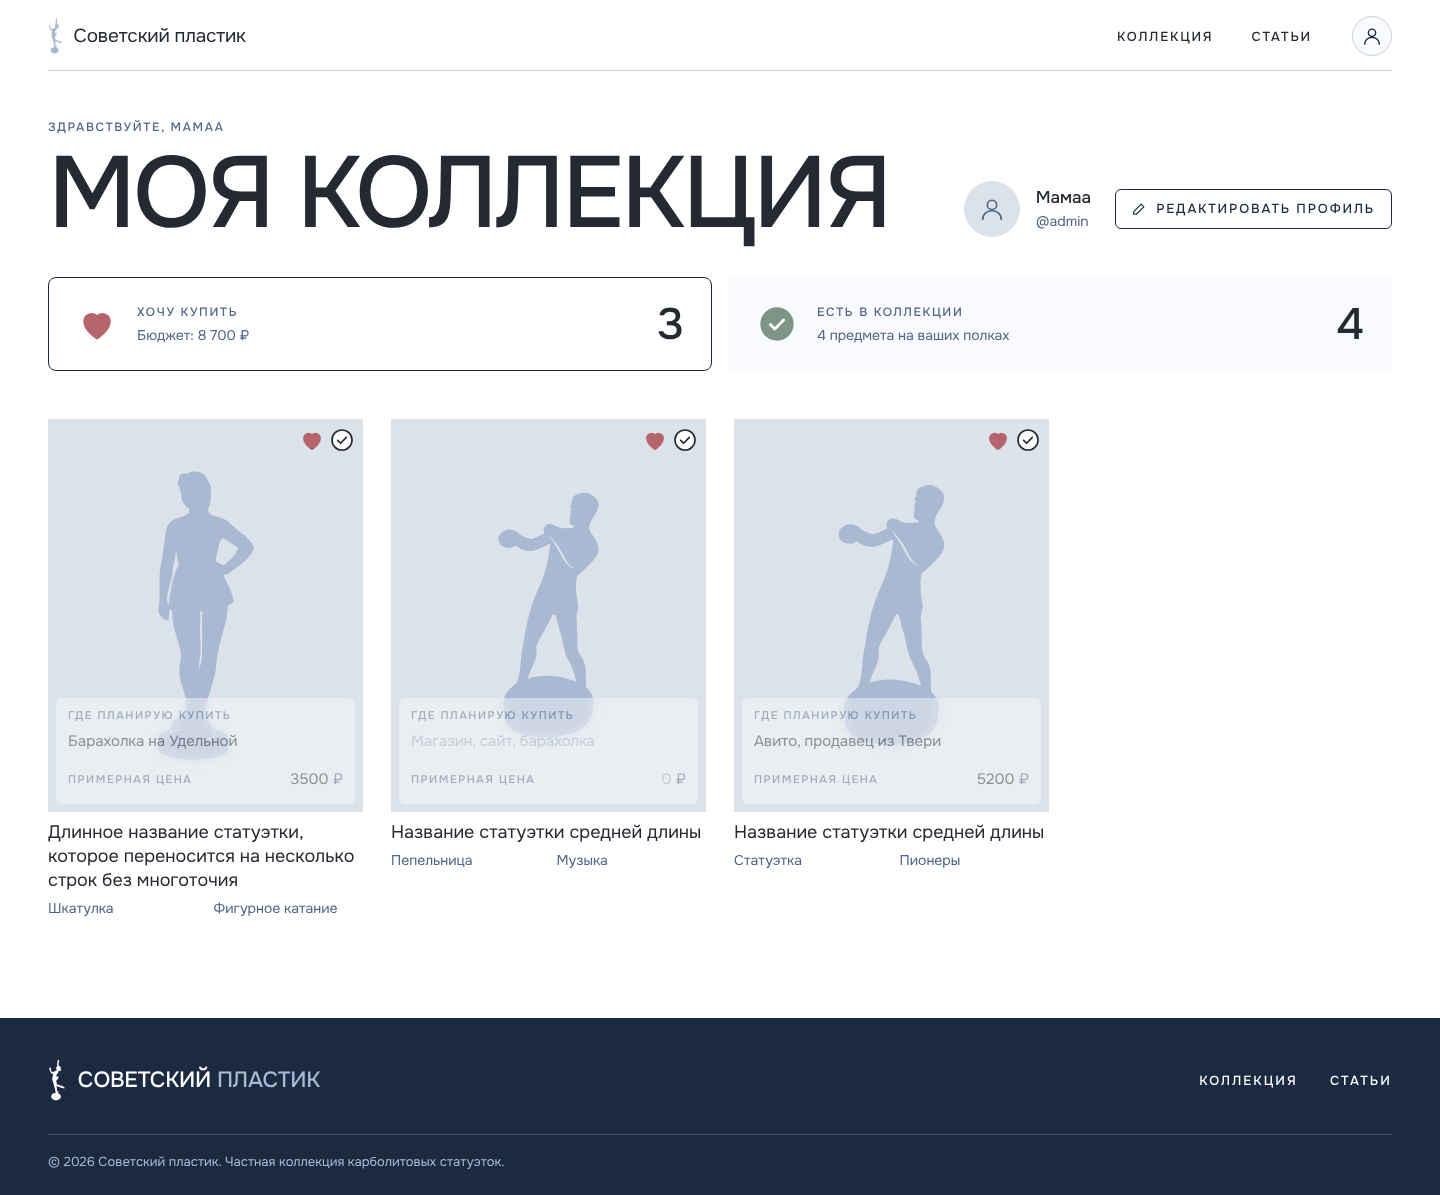 Советский пластик
КОЛЛЕКЦИЯ
СТАТЬИ
ЗДРАВСТВУЙТЕ, МАМАА
МОЯ КОЛЛЕКЦИЯ
Мамаа
@admin
РЕДАКТИРОВАТЬ ПРОФИЛЬ
ХОЧУ КУПИТЬ
Бюджет: 8 700 ₽
3
ЕСТЬ В КОЛЛЕКЦИИ
4 предмета на ваших полках
4
ГДЕ ПЛАНИРУЮ КУПИТЬ
Барахолка на Удельной
ПРИМЕРНАЯ ЦЕНА
3500 ₽
Длинное название статуэтки,
которое переносится на несколько
строк без многоточия
Шкатулка
Фигурное катание
ГДЕ ПЛАНИРУЮ КУПИТЬ
Магазин, сайт, барахолка
ПРИМЕРНАЯ ЦЕНА
0 ₽
Название статуэтки средней длины
Пепельница
Музыка
ГДЕ ПЛАНИРУЮ КУПИТЬ
Авито, продавец из Твери
ПРИМЕРНАЯ ЦЕНА
5200 ₽
Название статуэтки средней длины
Статуэтка
Пионеры
СОВЕТСКИЙ ПЛАСТИК
КОЛЛЕКЦИЯ
СТАТЬИ
© 2026 Советский пластик. Частная коллекция карболитовых статуэток.